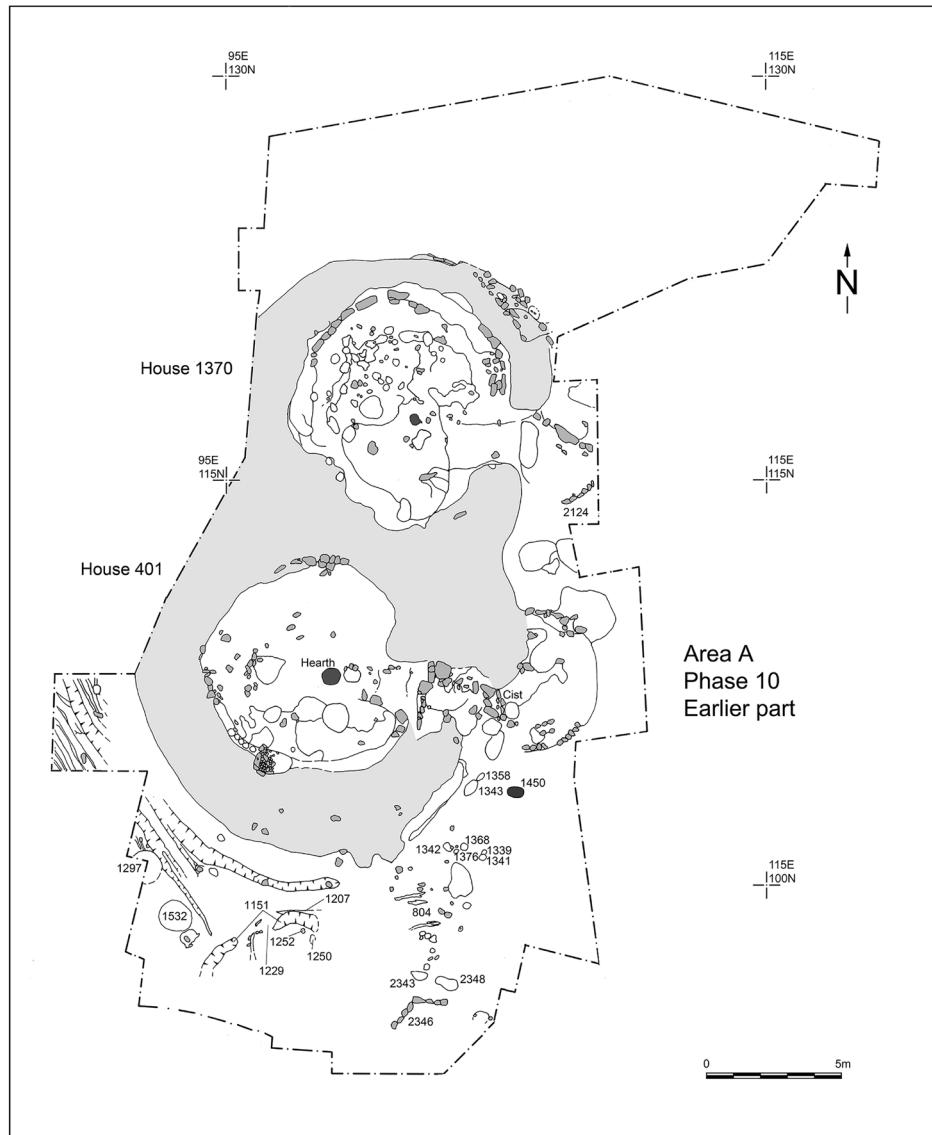 95E
130N
115E
130N
N
House 1370
95E
115N
115E
115N
2124
House 401
Hearth
Cist
Area A
Phase 10
Earlier part
1358
1450
1343
1368
1342
1339
1376
1341
115E
100N
1297
1207
1151
804
1532
1252
1250
1229
2343
2348
2346
0
5m